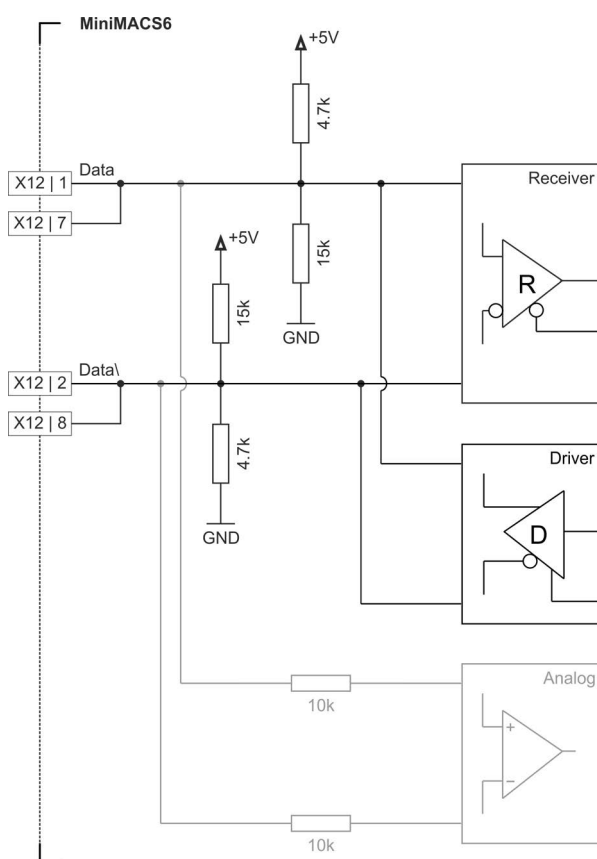 MiniMACS6
+5V
4.7k
X12 | 1
Data
Receiver
X12 | 7
+5V
15k
R
15k
GND
X12 | 2
Data\
X12 | 8
4.7k
Driver
GND
D
Analog
10k
+
−
10k